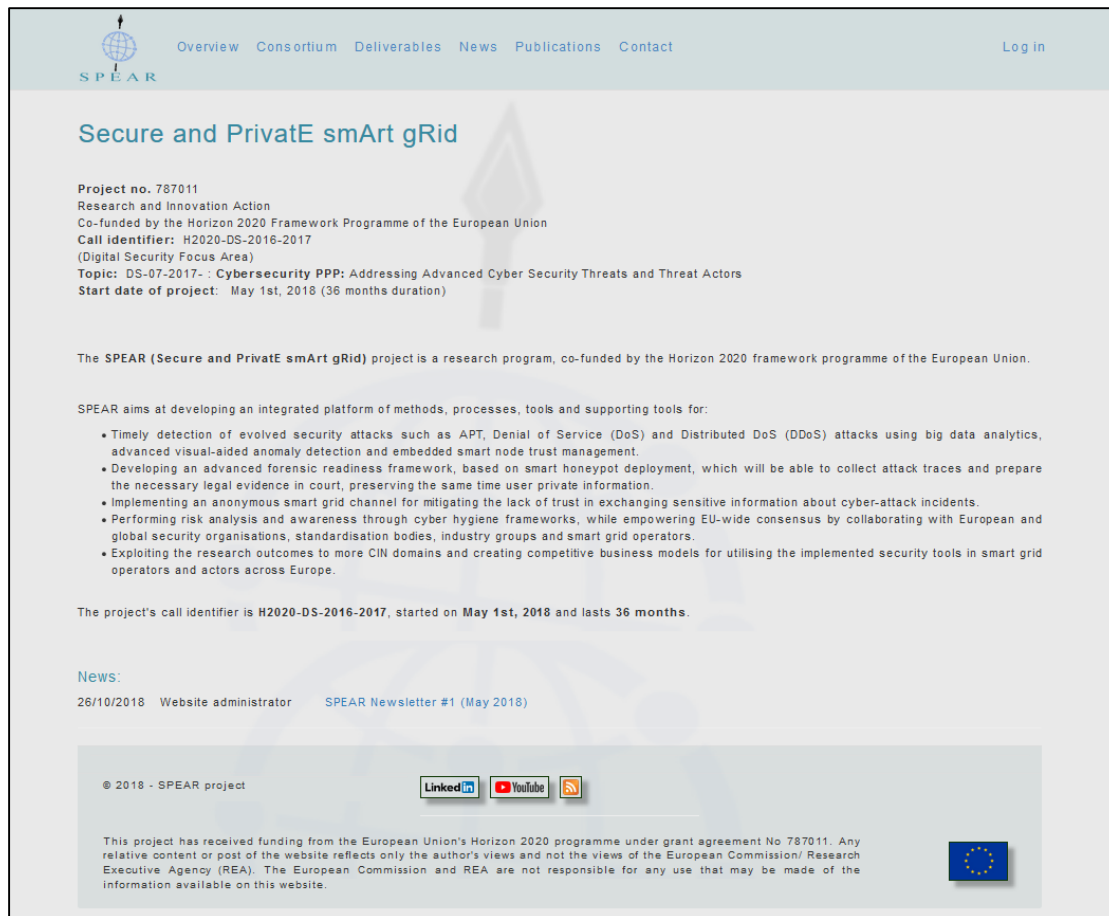 SPEAR
Overview Consortium Deliverables News Publications Contact
Log in
Secure and PrivatE smArt gRid
Project no. 787011
Research and Innovation Action
Co-funded by the Horizon 2020 Framework Programme of the European Union
Call identifier: H2020-DS-2016-2017
(Digital Security Focus Area)
Topic: DS-07-2017- : Cybersecurity PPP: Addressing Advanced Cyber Security Threats and Threat Actors
Start date of project: May 1st, 2018 (36 months duration)
The SPEAR (Secure and PrivatE smArt gRid) project is a research program, co-funded by the Horizon 2020 framework programme of the European Union.
SPEAR aims at developing an integrated platform of methods, processes, tools and supporting tools for:
• Timely detection of evolved security attacks such as APT, Denial of Service (DoS) and Distributed DoS (DDoS) attacks using big data analytics,
advanced visual-aided anomaly detection and embedded smart node trust management.
• Developing an advanced forensic readiness framework, based on smart honeypot deployment, which will be able to collect attack traces and prepare
the necessary legal evidence in court, preserving the same time user private information.
• Implementing an anonymous smart grid channel for mitigating the lack of trust in exchanging sensitive information about cyber-attack incidents.
• Performing risk analysis and awareness through cyber hygiene frameworks, while empowering EU-wide consensus by collaborating with European and
global security organisations, standardisation bodies, industry groups and smart grid operators.
• Exploiting the research outcomes to more CIN domains and creating competitive business models for utilising the implemented security tools in smart grid
operators and actors across Europe.
The project's call identifier is H2020-DS-2016-2017, started on May 1st, 2018 and lasts 36 months.
News:
26/10/2018 Website administrator SPEAR Newsletter #1 (May 2018)
© 2018 - SPEAR project
Linked in YouTube
This project has received funding from the European Union's Horizon 2020 programme under grant agreement No 787011. Any
relative content or post of the website reflects only the author's views and not the views of the European Commission/ Research
Executive Agency (REA). The European Commission and REA are not responsible for any use that may be made of the
information available on this website.